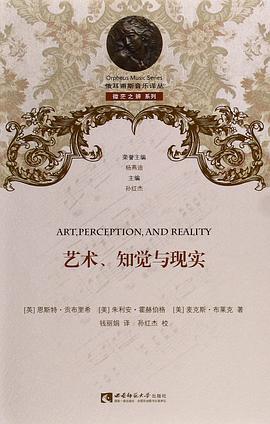 Orpheus Music Series
俄耳甫斯音乐译丛
微茫之辨 系列
荣誉主编
杨燕迪
主编
孙红杰
ART, PERCEPTION, AND REALITY
艺术、知觉与现实
[英] 恩斯特·贡布里希 [美] 朱利安·霍赫伯格 [美] 麦克斯·布莱克 著
钱丽娟 译 孙红杰 校
西南师范大学出版社